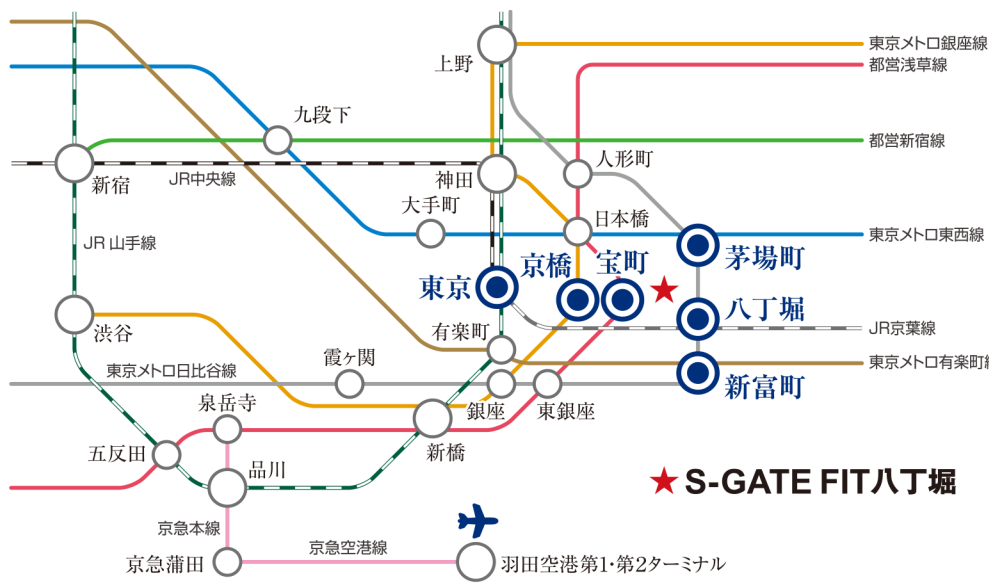 東京メトロ銀座線
上野
都営浅草線
九段下
都営新宿線
人形町
新宿
JR中央線
神田
大手町
日本橋
東京メトロ東西線
JR 山手線
茅場町
京橋
宝町
東京
八丁堀
渋谷
有楽町
JR京葉線
霞ヶ関
東京メトロ日比谷線
東京メトロ有楽町
新富町
泉岳寺
銀座
東銀座
五反田
新橋
品川
S-GATE FIT八丁堀
京急本線
京急空港線
京急蒲田
羽田空港第1・第2ターミナル